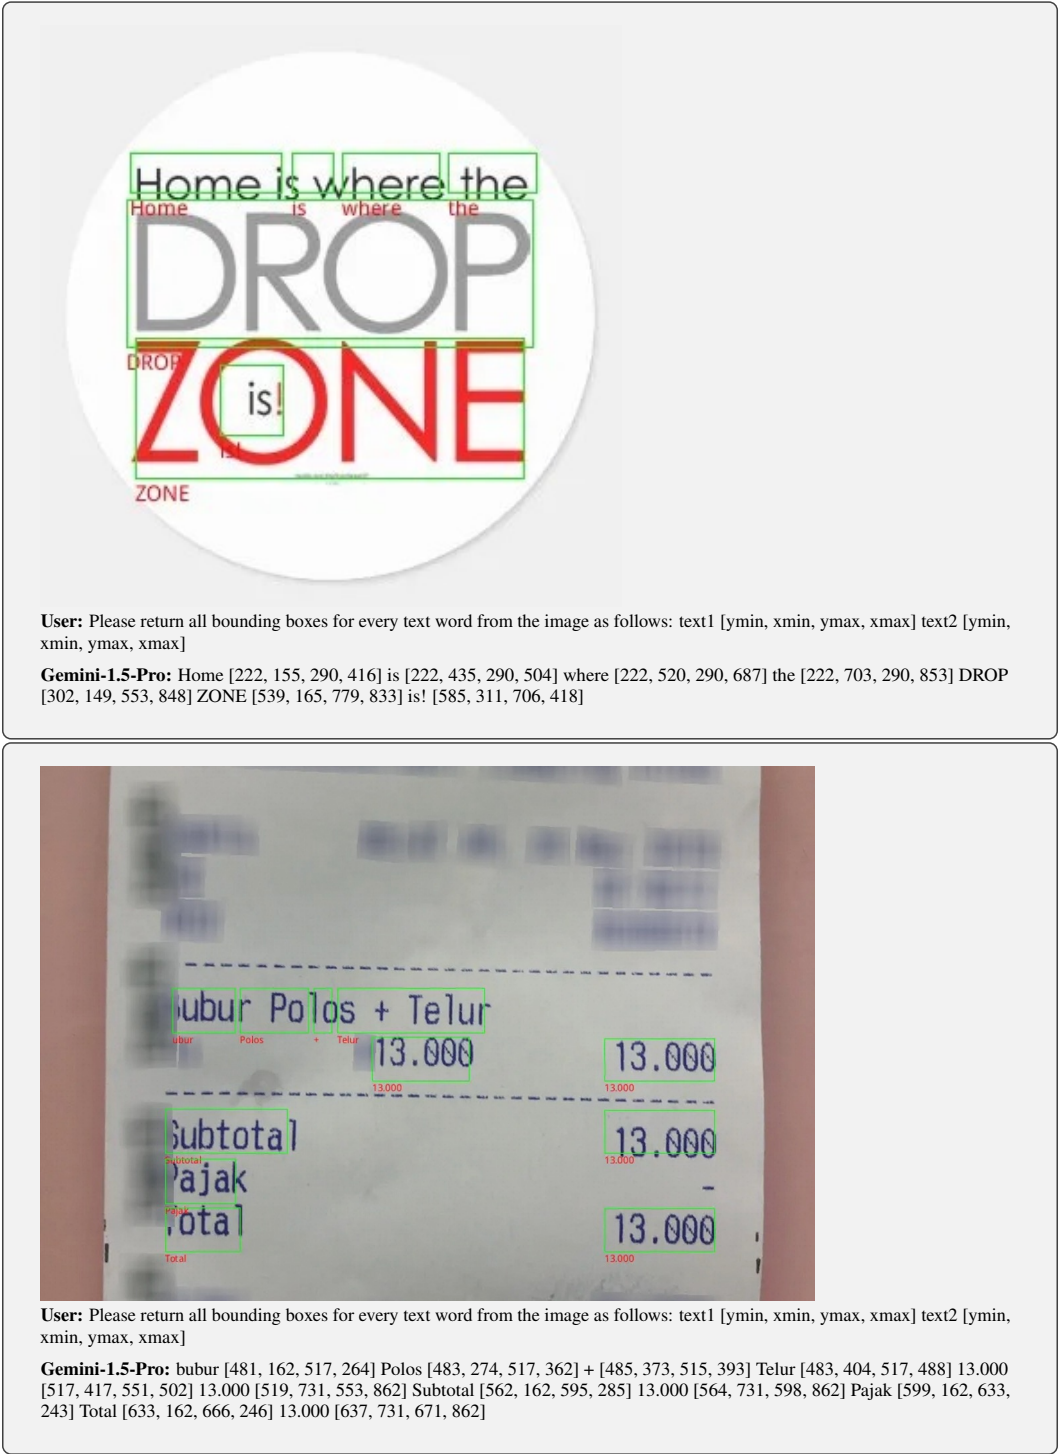 Home is where the
Home is where the
DROP
DROP
ZONE
is!
is!
ZONE
User: Please return all bounding boxes for every text word from the image as follows: text1 [ymin, xmin, ymax, xmax] text2 [ymin,
xmin, ymax, xmax]
Gemini-1.5-Pro: Home [222, 155, 290, 416] is [222, 435, 290, 504] where [222, 520, 290, 687] the [222, 703, 290, 853] DROP
[302, 149, 553, 848] ZONE [539, 165, 779, 833] is! [585, 311, 706, 418]
ubur Polos + Telur
ubur Polos + Telur
13.000 13.000
13.000 13.000
Subtotal 13.000
Subtotal 13.000
Pajak -
Pajak
Total 13.000
Total 13.000
User: Please return all bounding boxes for every text word from the image as follows: text1 [ymin, xmin, ymax, xmax] text2 [ymin,
xmin, ymax, xmax]
Gemini-1.5-Pro: bubur [481, 162, 517, 264] Polos [483, 274, 517, 362] + [485, 373, 515, 393] Telur [483, 404, 517, 488] 13.000
[517, 417, 551, 502] 13.000 [519, 731, 553, 862] Subtotal [562, 162, 595, 285] 13.000 [564, 731, 598, 862] Pajak [599, 162, 633,
243] Total [633, 162, 666, 246] 13.000 [637, 731, 671, 862]